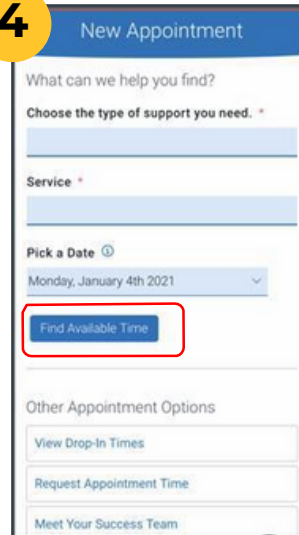 4
New Appointment
What can we help you find?
Choose the type of support you need. *
Service *
Pick a Date ⓘ
Monday, January 4th 2021
Find Available Time
Other Appointment Options
View Drop-In Times
Request Appointment Time
Meet Your Success Team